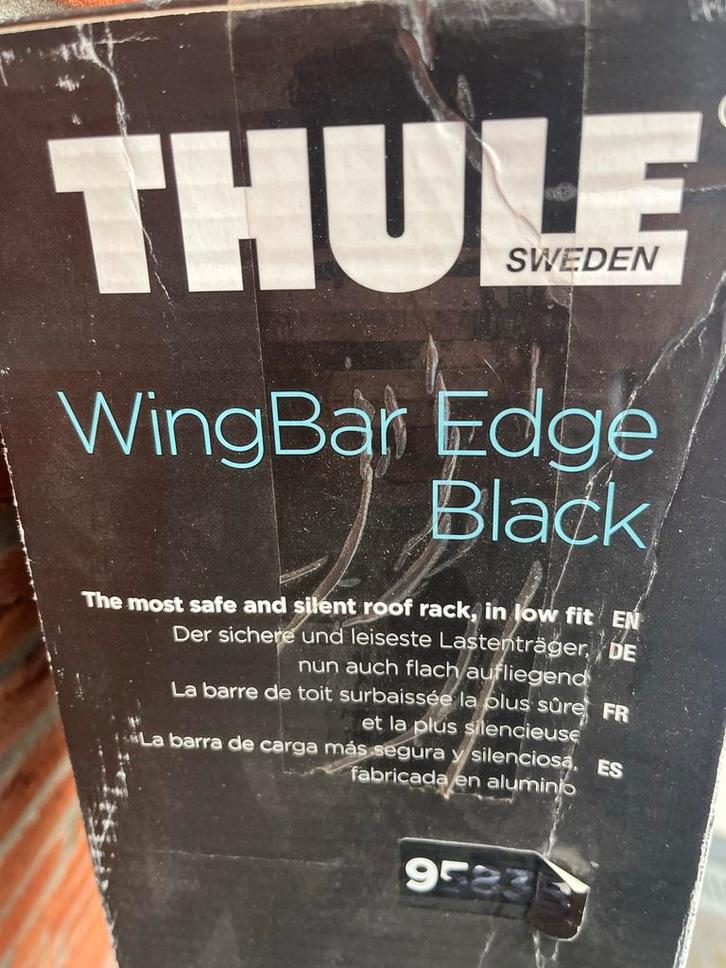 THULE
SWEDEN
WingBar Edge
Black
The most safe and silent roof rack, in low fit EN
Der sichere und leiseste Lastenträger, DE
nun auch flach aufliegend
La barre de toit surbaissée la plus sûre FR
et la plus silencieuse
La barra de carga más segura y silenciosa, ES
fabricada en aluminio